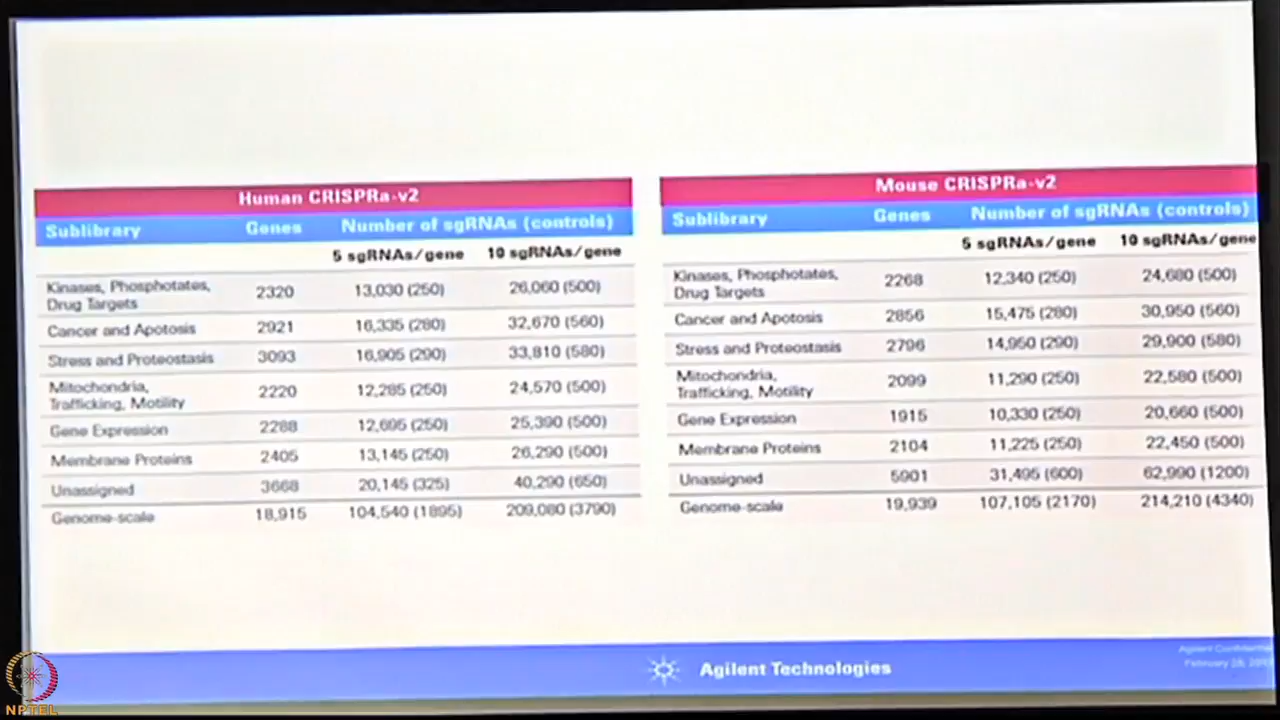 Human CRISPRa-v2
Sublibrary Genes Number of sgRNAs (controls)
5 sgRNAs/gene 10 sgRNAs/gene
Kinases, Phosphotates,
Drug Targets 2320 13,030 (250) 26,060 (500)
Cancer and Apotosis 2921 16,335 (280) 32,670 (560)
Stress and Proteostasis 3093 16,905 (290) 33,810 (580)
Mitochondria,
Trafficking, Motility 2220 12,285 (250) 24,570 (500)
Gene Expression 2288 12,695 (250) 25,390 (500)
Membrane Proteins 2405 13,145 (250) 26,290 (500)
Unassigned 3668 20,145 (325) 40,290 (650)
Genome-scale 18,915 104,540 (1895) 209,080 (3790)
Mouse CRISPRa-v2
Sublibrary Genes Number of sgRNAs (controls)
5 sgRNAs/gene 10 sgRNAs/gene
Kinases, Phosphotates,
Drug Targets 2268 12,340 (250) 24,680 (500)
Cancer and Apotosis 2856 15,475 (280) 30,950 (560)
Stress and Proteostasis 2796 14,950 (290) 29,900 (580)
Mitochondria,
Trafficking, Motility 2099 11,290 (250) 22,580 (500)
Gene Expression 1915 10,330 (250) 20,660 (500)
Membrane Proteins 2104 11,225 (250) 22,450 (500)
Unassigned 5901 31,495 (600) 62,990 (1200)
Genome-scale 19,939 107,105 (2170) 214,210 (4340)
Agilent Technologies
Agilent
February
NPTEL